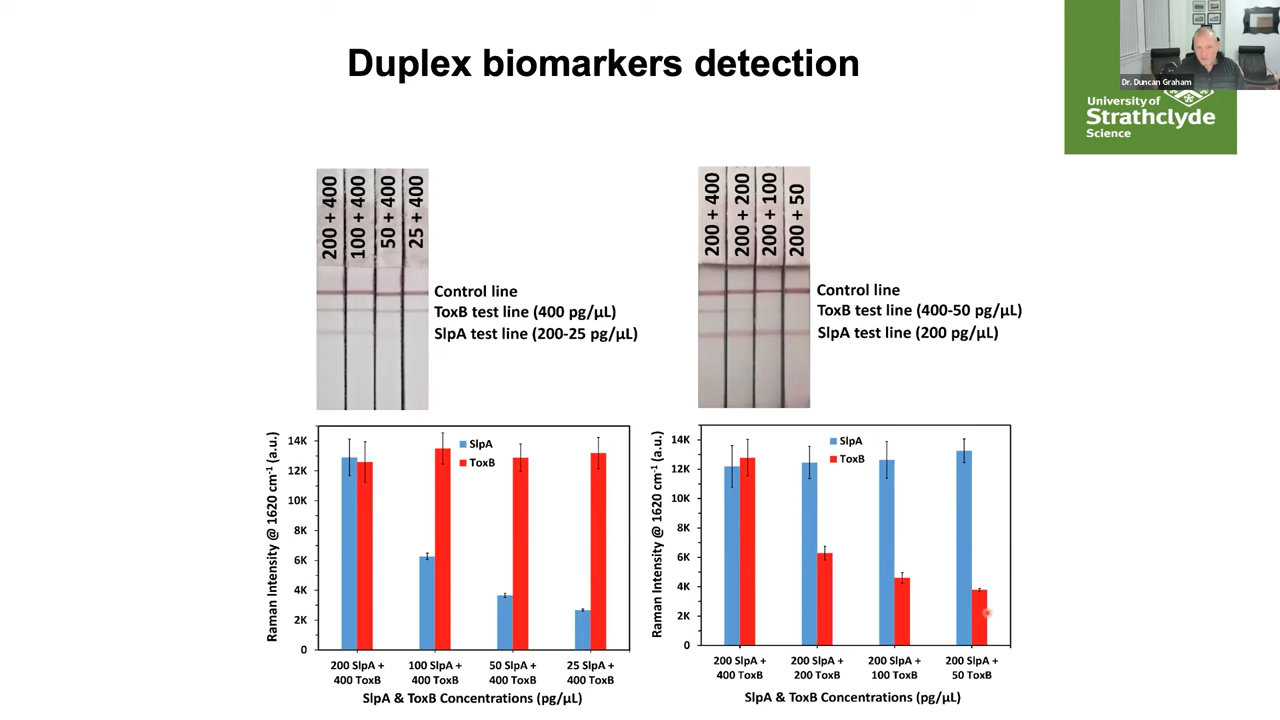 Duplex biomarkers detection
Dr. Duncan Graham
University of
Strathclyde
Science
200 + 400
100 + 400
50 + 400
25 + 400
Control line
ToxB test line (400 pg/µL)
SlpA test line (200-25 pg/µL)
200 + 400
200 + 200
200 + 100
200 + 50
Control line
ToxB test line (400-50 pg/µL)
SlpA test line (200 pg/µL)
Raman Intensity @ 1620 cm⁻¹ (a.u.)
14K
12K
10K
8K
6K
4K
2K
0
SlpA
ToxB
200 SlpA + 400 ToxB
100 SlpA + 400 ToxB
50 SlpA + 400 ToxB
25 SlpA + 400 ToxB
SlpA & ToxB Concentrations (pg/µL)
Raman Intensity @ 1620 cm⁻¹ (a.u.)
14K
12K
10K
8K
6K
4K
2K
0
SlpA
ToxB
200 SlpA + 400 ToxB
200 SlpA + 200 ToxB
200 SlpA + 100 ToxB
200 SlpA + 50 ToxB
SlpA & ToxB Concentrations (pg/µL)